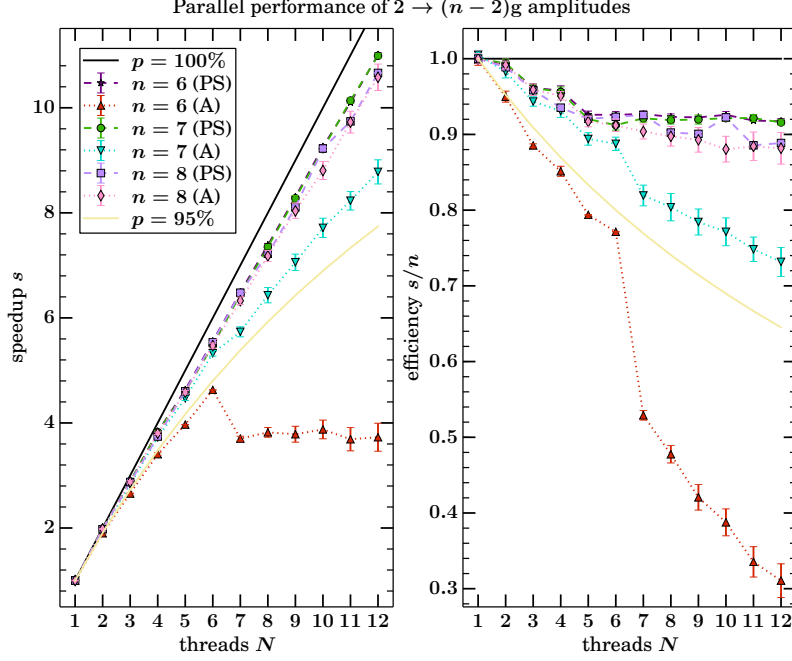 Parallel performance of 2 → (n − 2)g amplitudes
p = 100%
n = 6 (PS)
n = 6 (A)
n = 7 (PS)
n = 7 (A)
n = 8 (PS)
n = 8 (A)
p = 95%
speedup s
10
8
6
4
2
1 2 3 4 5 6 7 8 9 10 11 12
threads N
efficiency s/n
1.0
0.9
0.8
0.7
0.6
0.5
0.4
0.3
1 2 3 4 5 6 7 8 9 10 11 12
threads N